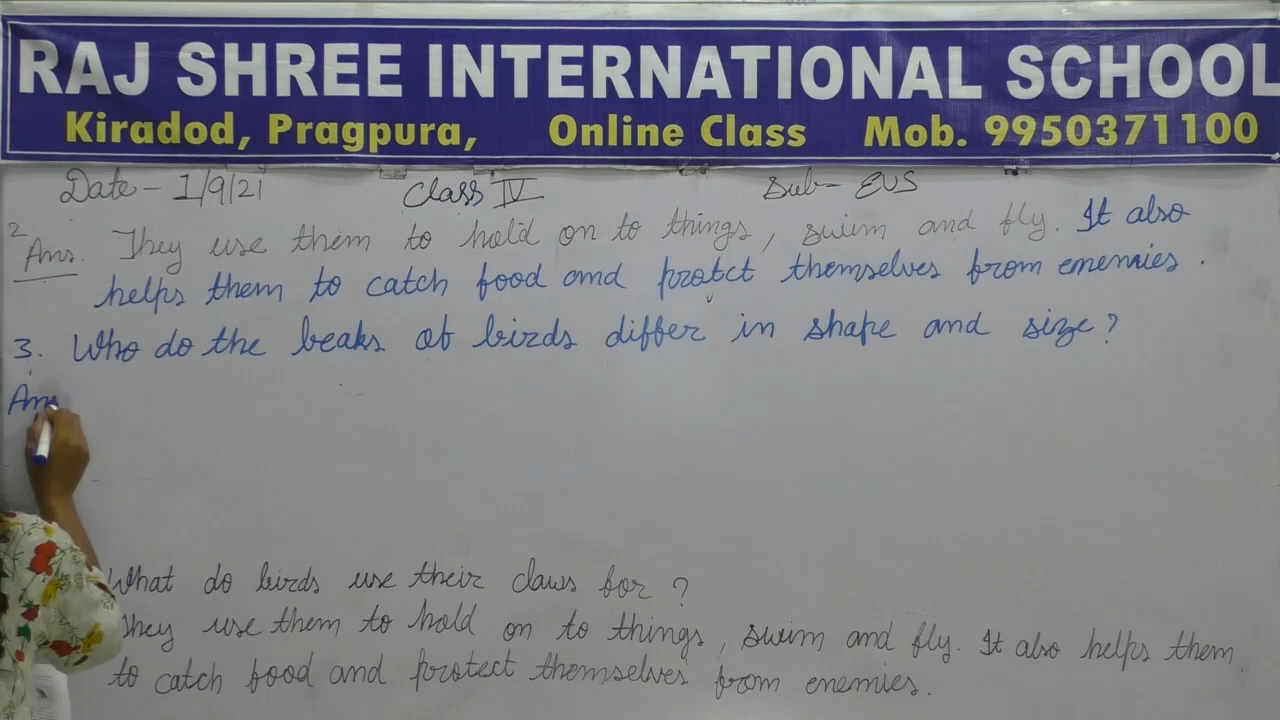 RAJ SHREE INTERNATIONAL SCHOOL
Kiradod, Pragpura, Online Class Mob. 9950371100
Date - 1/9/21 Class IV Sub- EVS
2 Ans. They use them to hold on to things, swim and fly. It also
helps them to catch food and protct themselves from enemies.
3. Who do the beaks of birds differ in shape and size?
Ans
What do birds use their claws for?
They use them to hold on to things, swim and fly. It also helps them
to catch food and protect themselves from enemies.